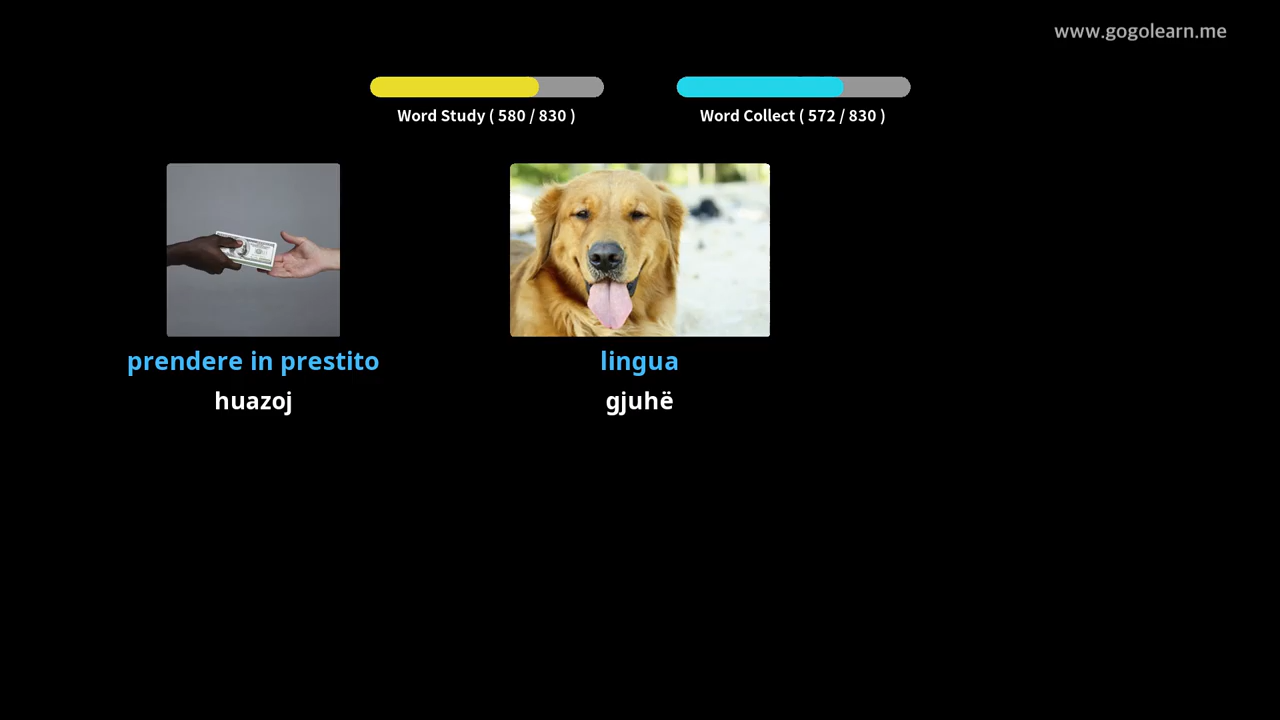 www.gogolearn.me
Word Study ( 580 / 830 )
Word Collect ( 572 / 830 )
prendere in prestito
huazoj
lingua
gjuhë